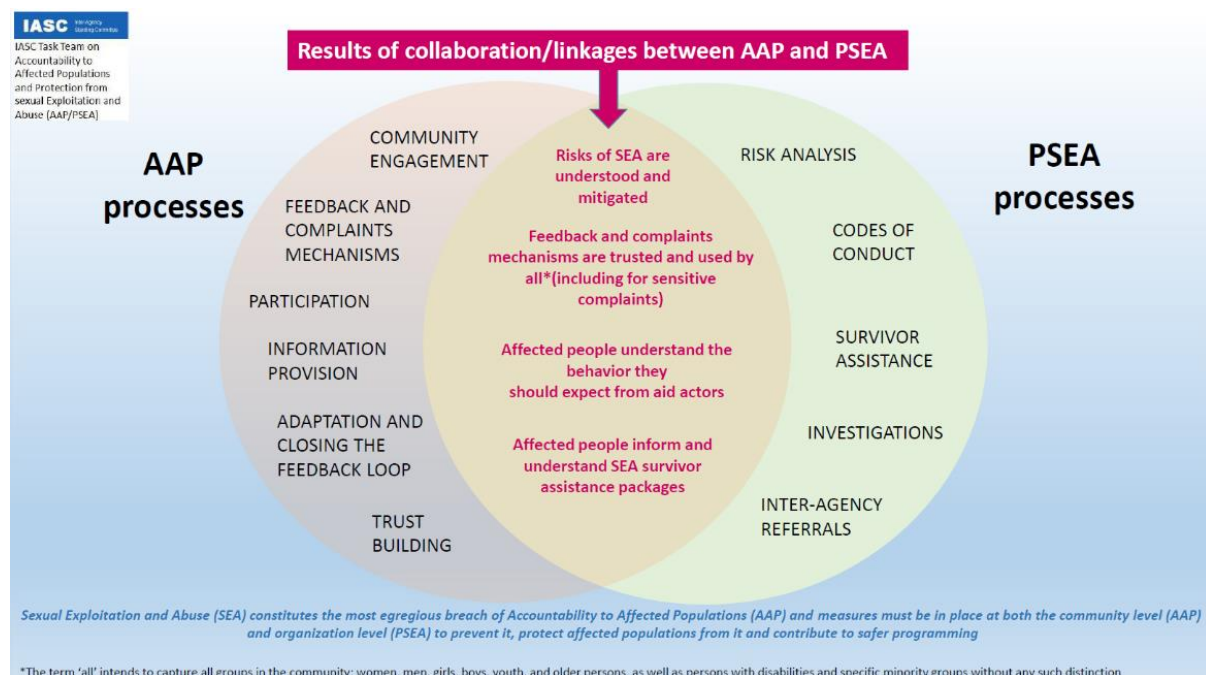 IASC Inter-Agency
Standing Committee
IASC Task Team on
Accountability to
Affected Populations
and Protection from
sexual Exploitation and
Abuse (AAP/PSEA)
Results of collaboration/linkages between AAP and PSEA
AAP
processes
COMMUNITY
ENGAGEMENT
FEEDBACK AND
COMPLAINTS
MECHANISMS
PARTICIPATION
INFORMATION
PROVISION
ADAPTATION AND
CLOSING THE
FEEDBACK LOOP
TRUST
BUILDING
Risks of SEA are
understood and
mitigated
Feedback and complaints
mechanisms are trusted and used by
all*(including for sensitive
complaints)
Affected people understand the
behavior they
should expect from aid actors
Affected people inform and
understand SEA survivor
assistance packages
RISK ANALYSIS
CODES OF
CONDUCT
SURVIVOR
ASSISTANCE
INVESTIGATIONS
INTER-AGENCY
REFERRALS
PSEA
processes
Sexual Exploitation and Abuse (SEA) constitutes the most egregious breach of Accountability to Affected Populations (AAP) and measures must be in place at both the community level (AAP)
and organization level (PSEA) to prevent it, protect affected populations from it and contribute to safer programming
*The term 'all' intends to capture all groups in the community: women, men, girls, boys, youth, and older persons, as well as persons with disabilities and specific minority groups without any such distinction